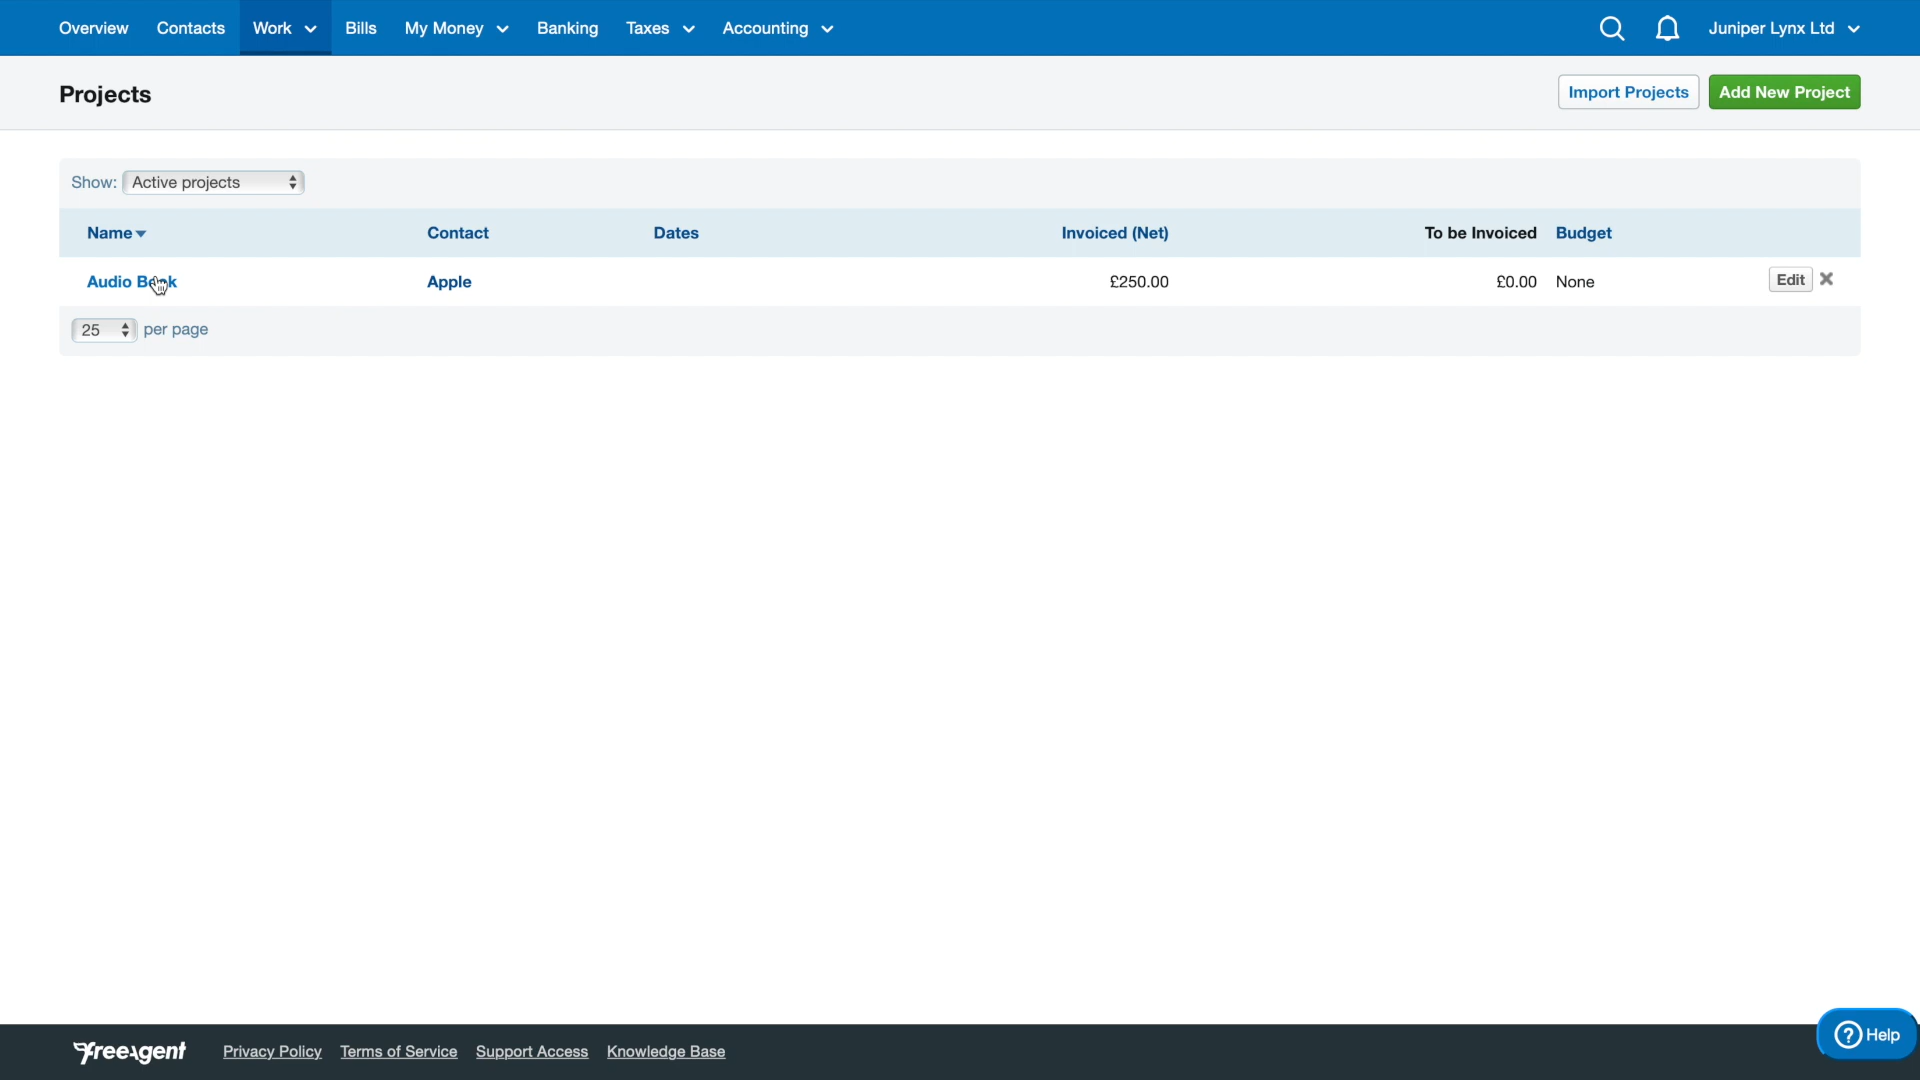 Overview Contacts Work Bills My Money Banking Taxes Accounting Juniper Lynx Ltd
Projects Import Projects Add New Project
Show: Active projects
Name Contact Dates Invoiced (Net) To be Invoiced Budget
Audio Book Apple £250.00 £0.00 None Edit
25 per page
freeagent Privacy Policy Terms of Service Support Access Knowledge Base
? Help